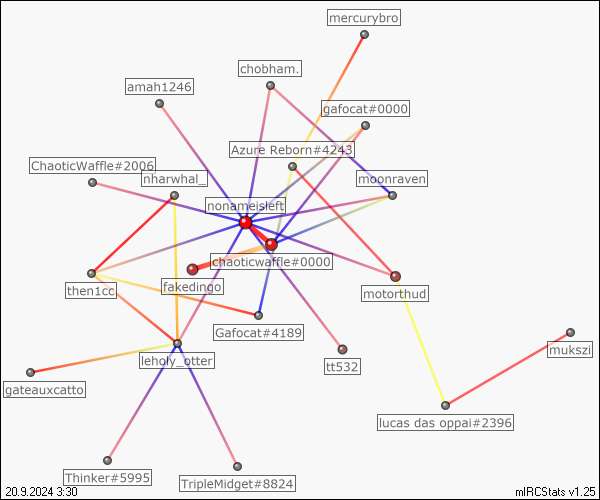 mercurybro
chobham.
amah1246
gafocat#0000
Azure Reborn#4243
ChaoticWaffle#2006
nharwhal_
moonraven
nonameisleft
chaoticwaffle#0000
fakedingo
then1cc
motorthud
Gafocat#4189
mukszi
leholy_otter
tt532
gateauxcatto
lucas das oppai#2396
Thinker#5995
TripleMidget#8824
20.9.2024 3:30
mIRCStats v1.25